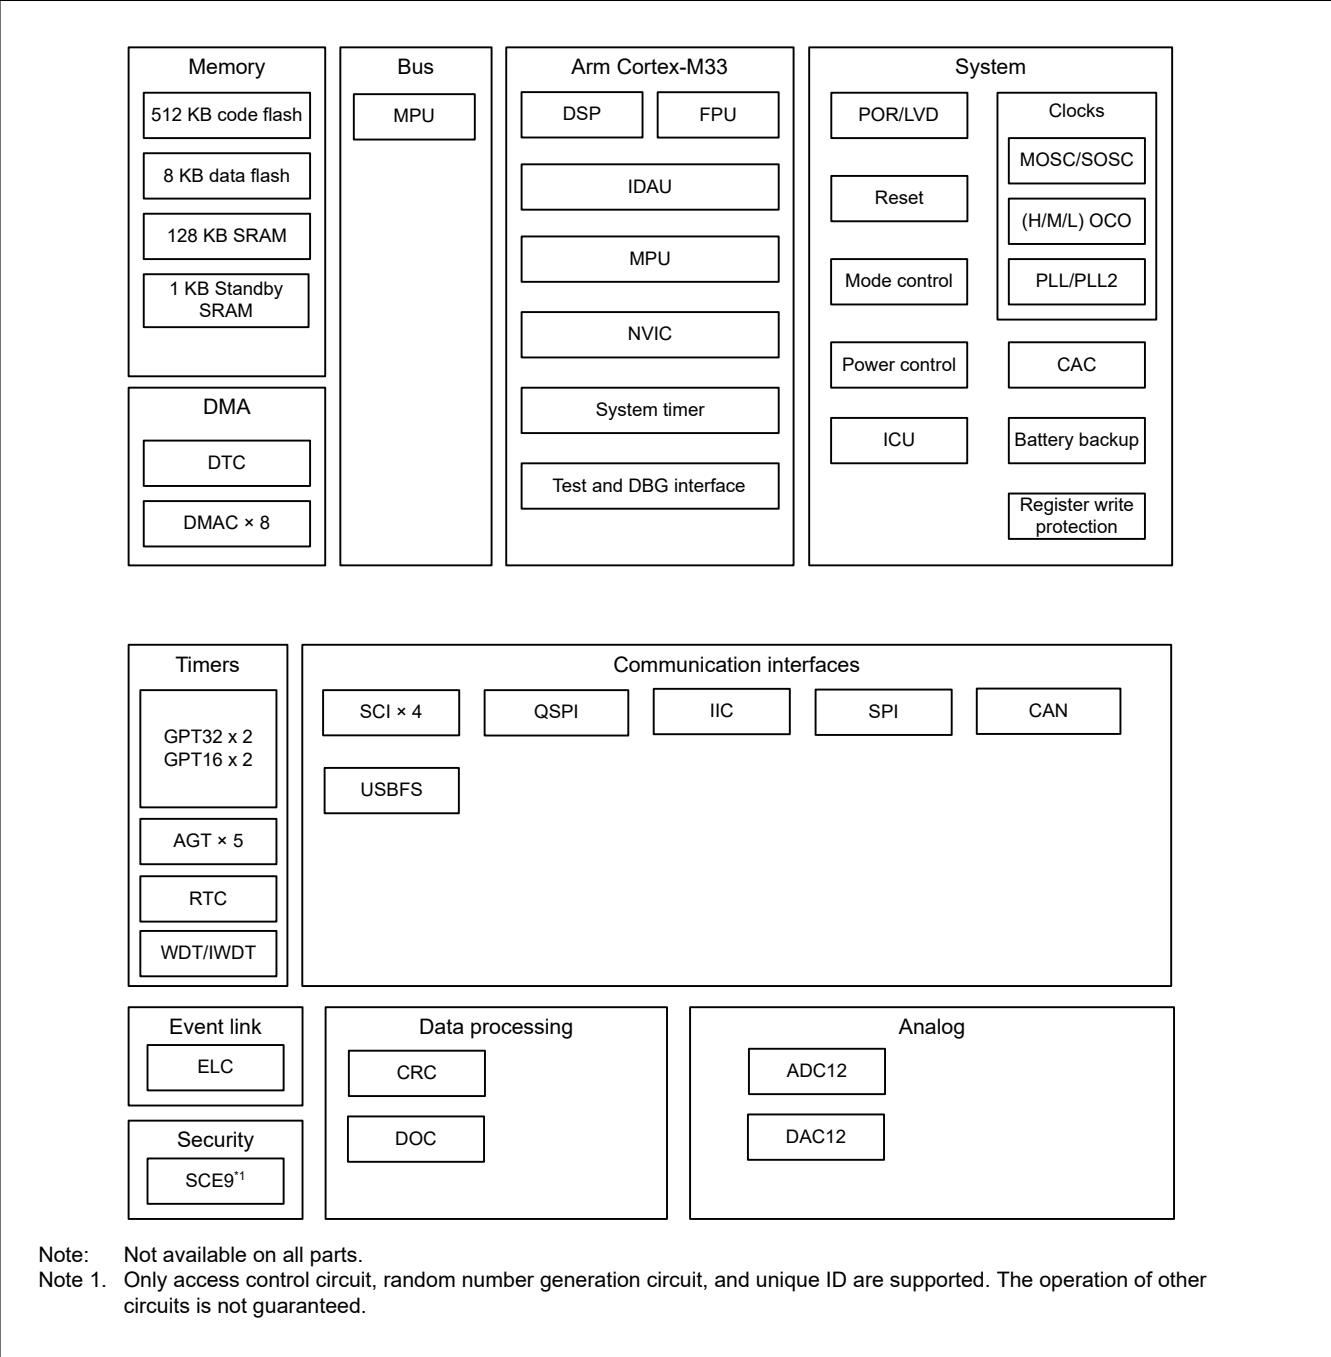 Memory
512 KB code flash
8 KB data flash
128 KB SRAM
1 KB Standby
SRAM
DMA
DTC
DMAC × 8
Bus
MPU
Arm Cortex-M33
DSP
FPU
IDAU
MPU
NVIC
System timer
Test and DBG interface
System
POR/LVD
Reset
Mode control
Power control
ICU
Clocks
MOSC/SOSC
(H/M/L) OCO
PLL/PLL2
CAC
Battery backup
Register write
protection
Timers
GPT32 x 2
GPT16 x 2
AGT × 5
RTC
WDT/IWDT
Communication interfaces
SCI × 4
QSPI
IIC
SPI
CAN
USBFS
Event link
ELC
Security
SCE9*1
Data processing
CRC
DOC
Analog
ADC12
DAC12
Note: Not available on all parts.
Note 1. Only access control circuit, random number generation circuit, and unique ID are supported. The operation of other
circuits is not guaranteed.